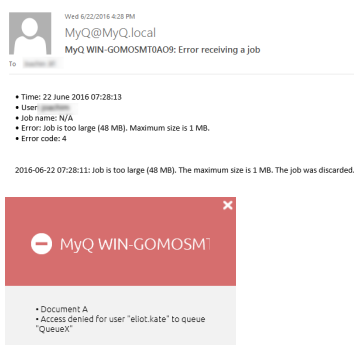 Wed 6/22/2016 4:28 PM
MyQ@MyQ.local
MyQ WIN-GOMOSMT0AO9: Error receiving a job
To
• Time: 22 June 2016 07:28:13
• User:
• Job name: N/A
• Error: Job is too large (48 MB). Maximum size is 1 MB.
• Error code: 4
2016-06-22 07:28:11: Job is too large (48 MB). The maximum size is 1 MB. The job was discarded.
MyQ WIN-GOMOSMT
• Document A
• Access denied for user "eliot.kate" to queue
"QueueX"